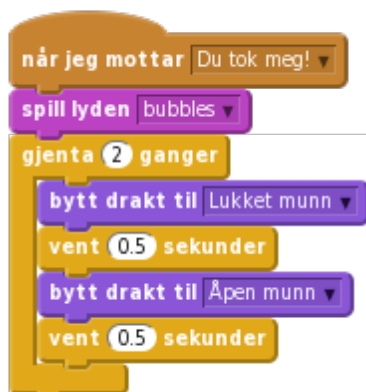 når jeg mottar Du tok meg!
spill lyden bubbles
gjenta 2 ganger
bytt drakt til Lukket munn
vent 0.5 sekunder
bytt drakt til Åpen munn
vent 0.5 sekunder